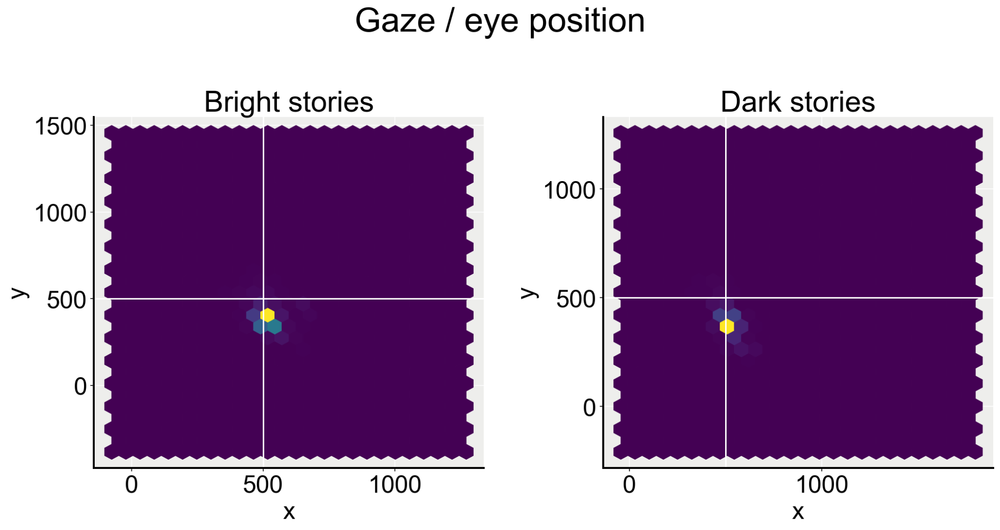 Gaze / eye position
Bright stories
1500
1000
500
0
y
0 500 1000
x
Dark stories
1000
500
0
y
0 1000
x